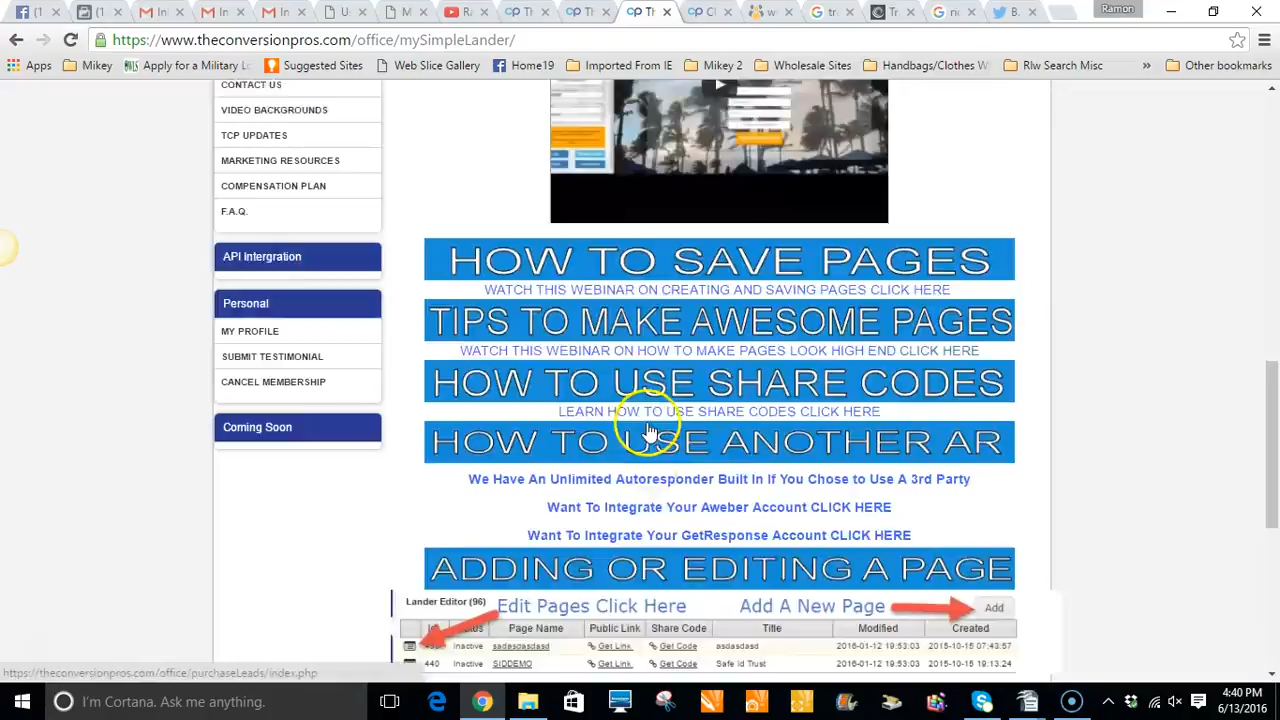 Ramon
https://www.theconversionpros.com/office/mySimpleLander/
Apps Mikey Apply for a Military Suggested Sites Web Slice Gallery Home19 Imported From IE Mikey 2 Wholesale Sites Handbags/Clothes W Rlw Search Misc » Other bookmarks
CONTACT US
VIDEO BACKGROUNDS
TCP UPDATES
MARKETING RESOURCES
COMPENSATION PLAN
F.A.Q.
API Intergration
Personal
MY PROFILE
SUBMIT TESTIMONIAL
CANCEL MEMBERSHIP
Coming Soon
HOW TO SAVE PAGES
WATCH THIS WEBINAR ON CREATING AND SAVING PAGES CLICK HERE
TIPS TO MAKE AWESOME PAGES
WATCH THIS WEBINAR ON HOW TO MAKE PAGES LOOK HIGH END CLICK HERE
HOW TO USE SHARE CODES
LEARN HOW TO USE SHARE CODES CLICK HERE
HOW TO USE ANOTHER AR
We Have An Unlimited Autoresponder Built In If You Chose to Use A 3rd Party
Want To Integrate Your Aweber Account CLICK HERE
Want To Integrate Your GetResponse Account CLICK HERE
ADDING OR EDITING A PAGE
Lander Editor (96) Edit Pages Click Here Add A New Page Add
Page Name Public Link Share Code Title Modified Created
Inactive sadasdasdasd Get Link Get Code asdasdasd 2016-01-12 19:53:03 2015-10-15 07:43:57
440 Inactive SIDDEMO Get Link Get Code Safe Id Trust 2016-01-12 19:53:03 2015-10-15 19:13:24
https://theconversionpros.com/office/purchaseLeads/index.php
I'm Cortana. Ask me anything.
4:40 PM
6/13/2016